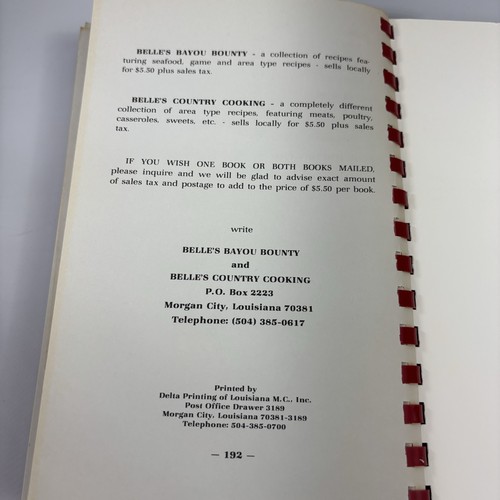 BELLE'S BAYOU BOUNTY - a collection of recipes fea-
turing seafood, game and area type recipes - sells locally
for $5.50 plus sales tax.
BELLE'S COUNTRY COOKING - a completely different
collection of area type recipes, featuring meats, poultry,
casseroles, sweets, etc. - sells locally for $5.50 plus sales
tax.
IF YOU WISH ONE BOOK OR BOTH BOOKS MAILED,
please inquire and we will be glad to advise exact amount
of sales tax and postage to add to the price of $5.50 per book.
write
BELLE'S BAYOU BOUNTY
and
BELLE'S COUNTRY COOKING
P.O. Box 2223
Morgan City, Louisiana 70381
Telephone: (504) 385-0617
Printed by
Delta Printing of Louisiana M.C., Inc.
Post Office Drawer 3189
Morgan City, Louisiana 70381-3189
Telephone: 504-385-0700
— 192 —